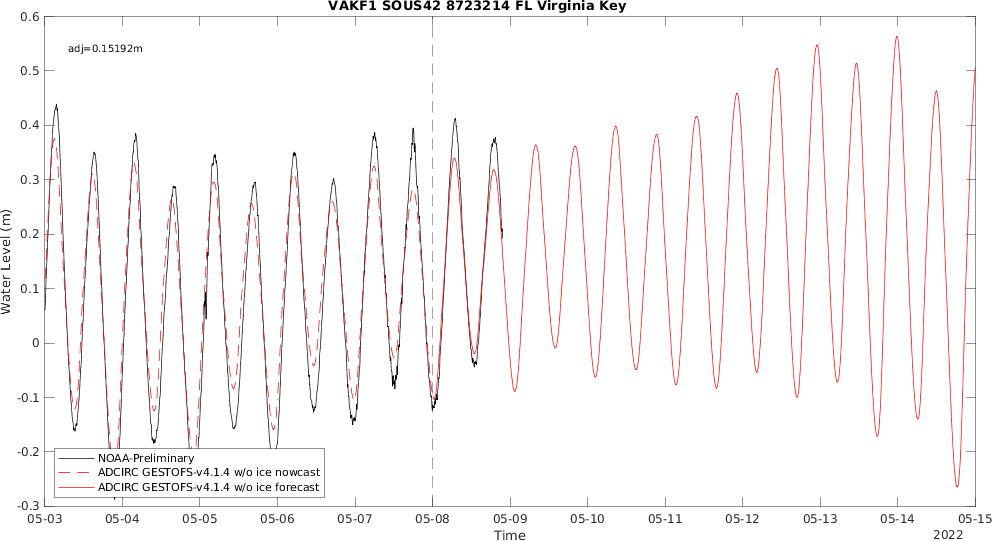 VAKF1 SOUS42 8723214 FL Virginia Key
adj=0.15192m
Water Level (m)
0.6
0.5
0.4
0.3
0.2
0.1
0
-0.1
-0.2
-0.3
NOAA-Preliminary
ADCIRC GESTOFS-v4.1.4 w/o ice nowcast
ADCIRC GESTOFS-v4.1.4 w/o ice forecast
05-03 05-04 05-05 05-06 05-07 05-08 05-09 05-10 05-11 05-12 05-13 05-14 05-15
Time
2022